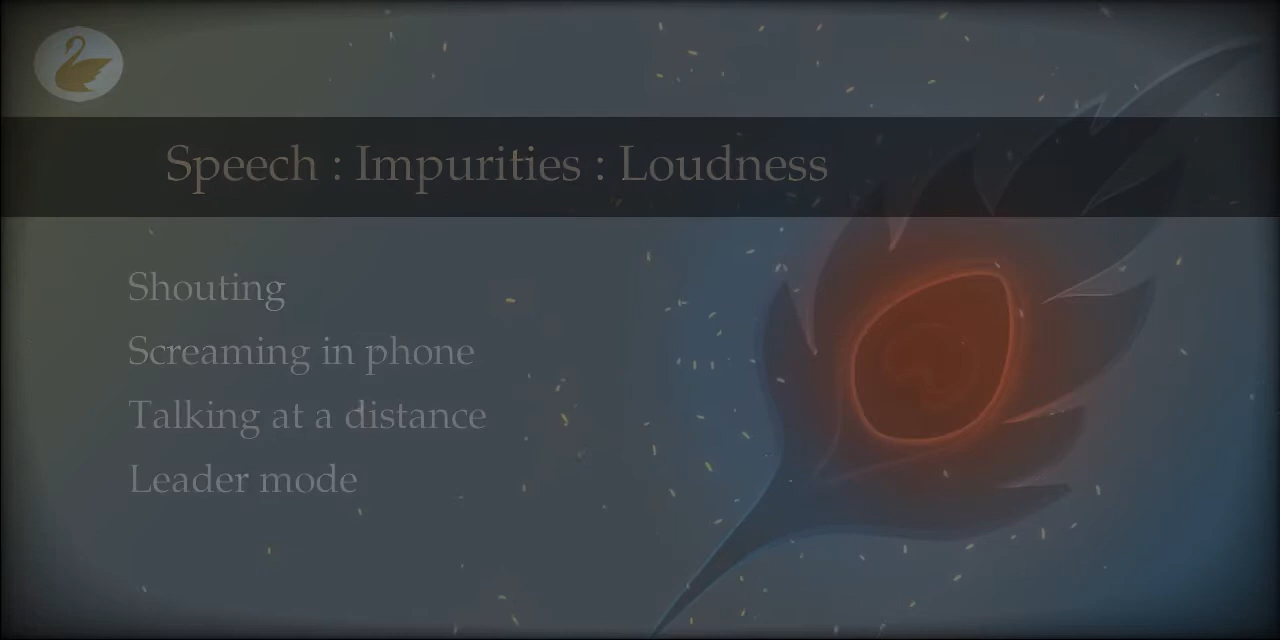 Speech : Impurities : Loudness
Shouting
Screaming in phone
Talking at a distance
Leader mode